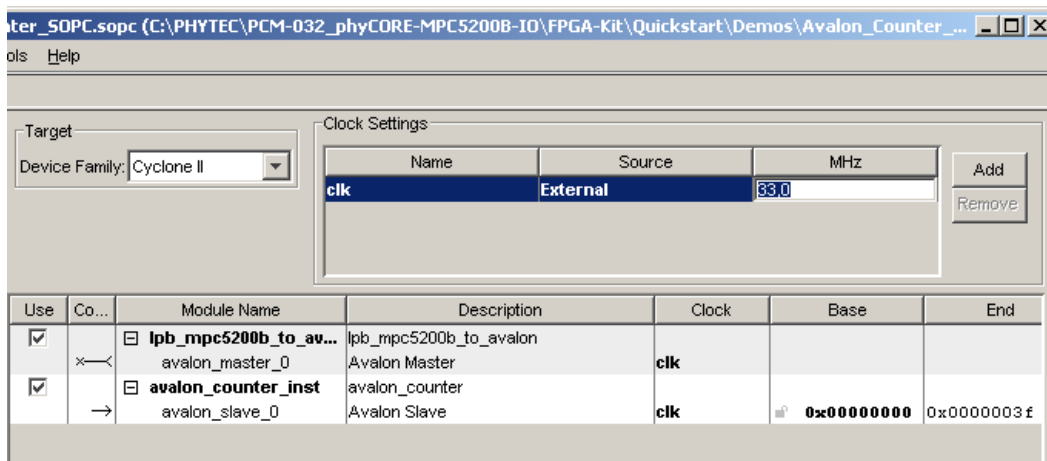 ter_SOPC.sopc (C:\PHYTEC\PCM-032_phyCORE-MPC5200B-IO\FPGA-Kit\Quickstart\Demos\Avalon_Counter_...
ols Help
Target
Device Family: Cyclone II
Clock Settings
Name Source MHz
clk External 33,0
Add
Remove
Use Co... Module Name Description Clock Base End
lpb_mpc5200b_to_av... lpb_mpc5200b_to_avalon
avalon_master_0 Avalon Master clk
avalon_counter_inst avalon_counter
avalon_slave_0 Avalon Slave clk 0x00000000 0x0000003f